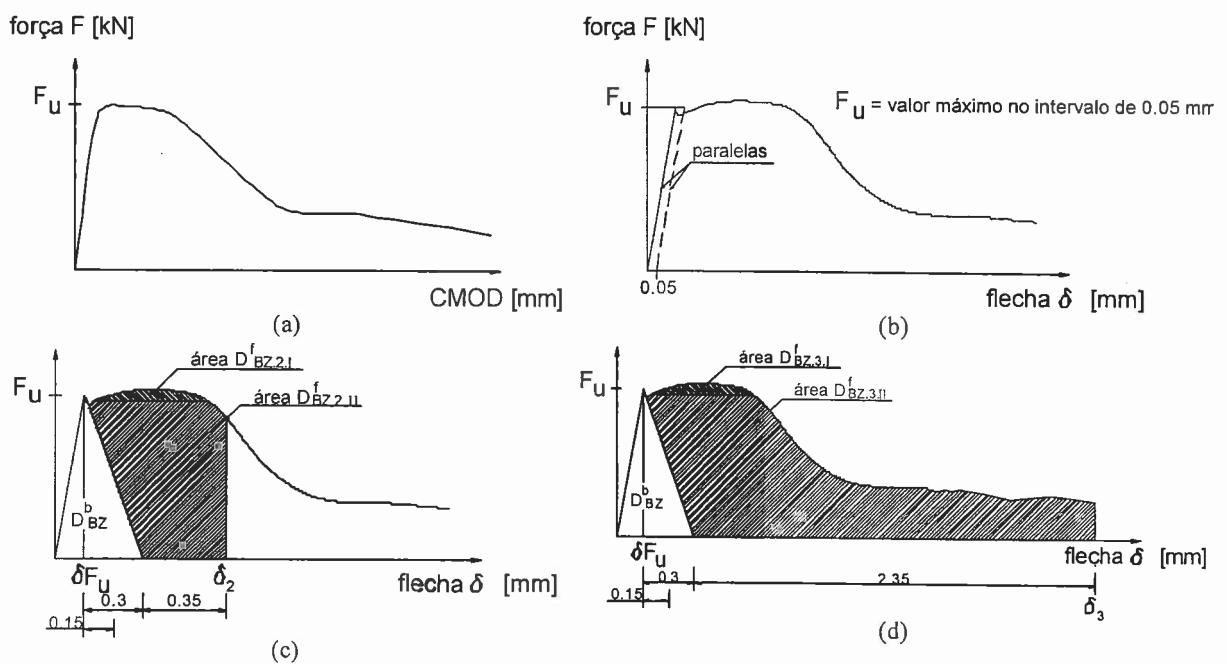 força F [kN]
F_u
CMOD [mm]
(a)
força F [kN]
F_u
F_u = valor máximo no intervalo de 0.05 mm
paralelas
0.05
flecha δ [mm]
(b)
F_u
área D^f_BZ,2,I
área D^f_BZ,2,II
D^b_BZ
δF_u
δ_2
flecha δ [mm]
0.3
0.35
0.15
(c)
F_u
área D^f_BZ,3,I
área D^f_BZ,3,II
D^b_BZ
δF_u
flecha δ [mm]
0.3
2.35
0.15
δ_3
(d)